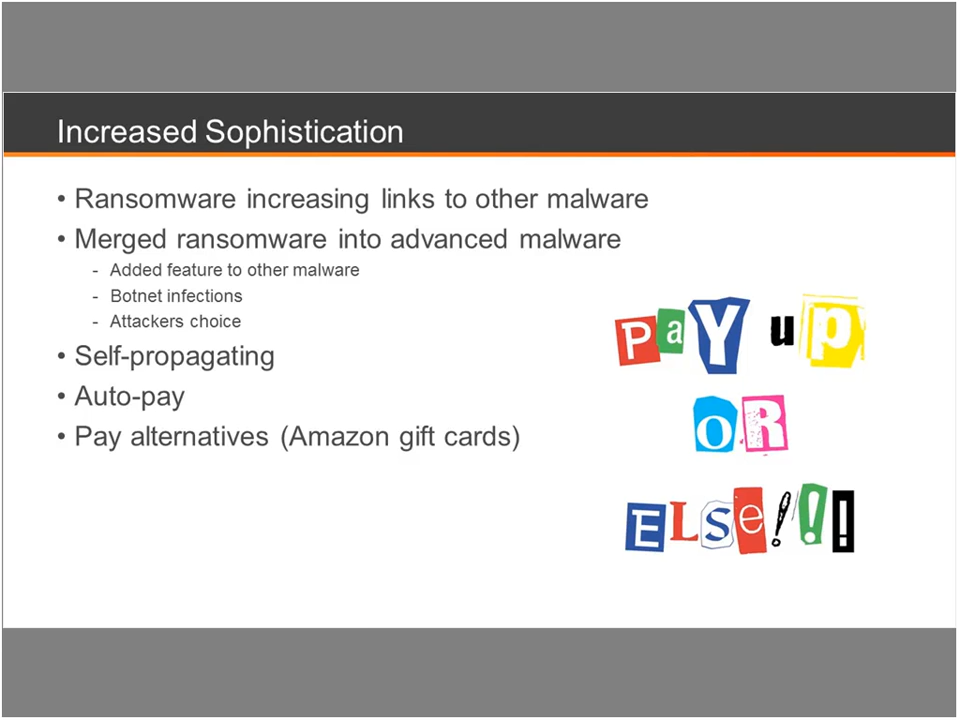 Increased Sophistication
• Ransomware increasing links to other malware
• Merged ransomware into advanced malware
- Added feature to other malware
- Botnet infections
- Attackers choice
• Self-propagating
• Auto-pay
• Pay alternatives (Amazon gift cards)
PaY up
OR
ELSe!!!